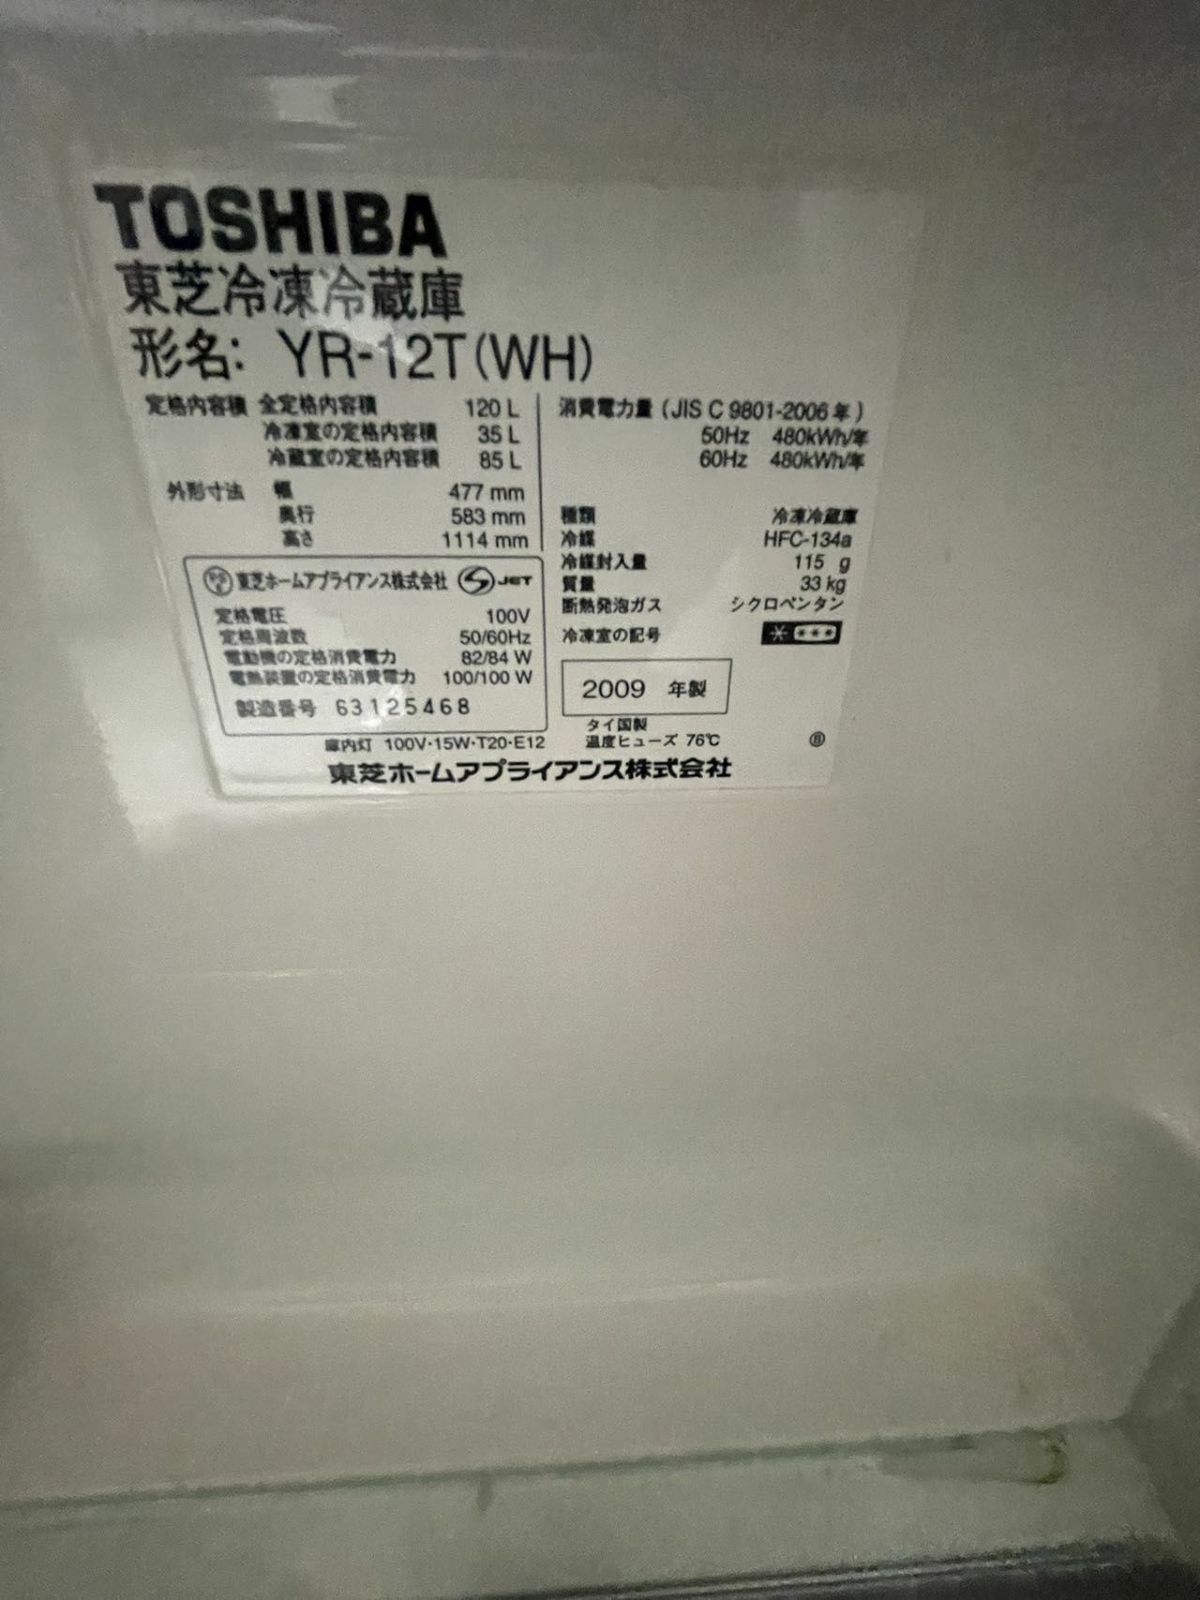 TOSHIBA
東芝冷凍冷蔵庫
形名: YR-12T(WH)
定格内容積 全定格内容積 120 L
冷凍室の定格内容積 35 L
冷蔵室の定格内容積 85 L
外形寸法 幅 477 mm
奥行 583 mm
高さ 1114 mm
東芝ホームアプライアンス株式会社 JET
定格電圧 100V
定格周波数 50/60Hz
電動機の定格消費電力 82/84 W
電熱装置の定格消費電力 100/100 W
製造番号 63125468
消費電力量 (JIS C 9801-2006年)
50Hz 480kWh/年
60Hz 480kWh/年
種類 冷凍冷蔵庫
冷媒 HFC-134a
冷媒封入量 115 g
質量 33 kg
断熱発泡ガス シクロペンタン
冷凍室の記号
2009 年製
タイ国製
庫内灯 100V・15W・T20・E12 温度ヒューズ 76℃
東芝ホームアプライアンス株式会社